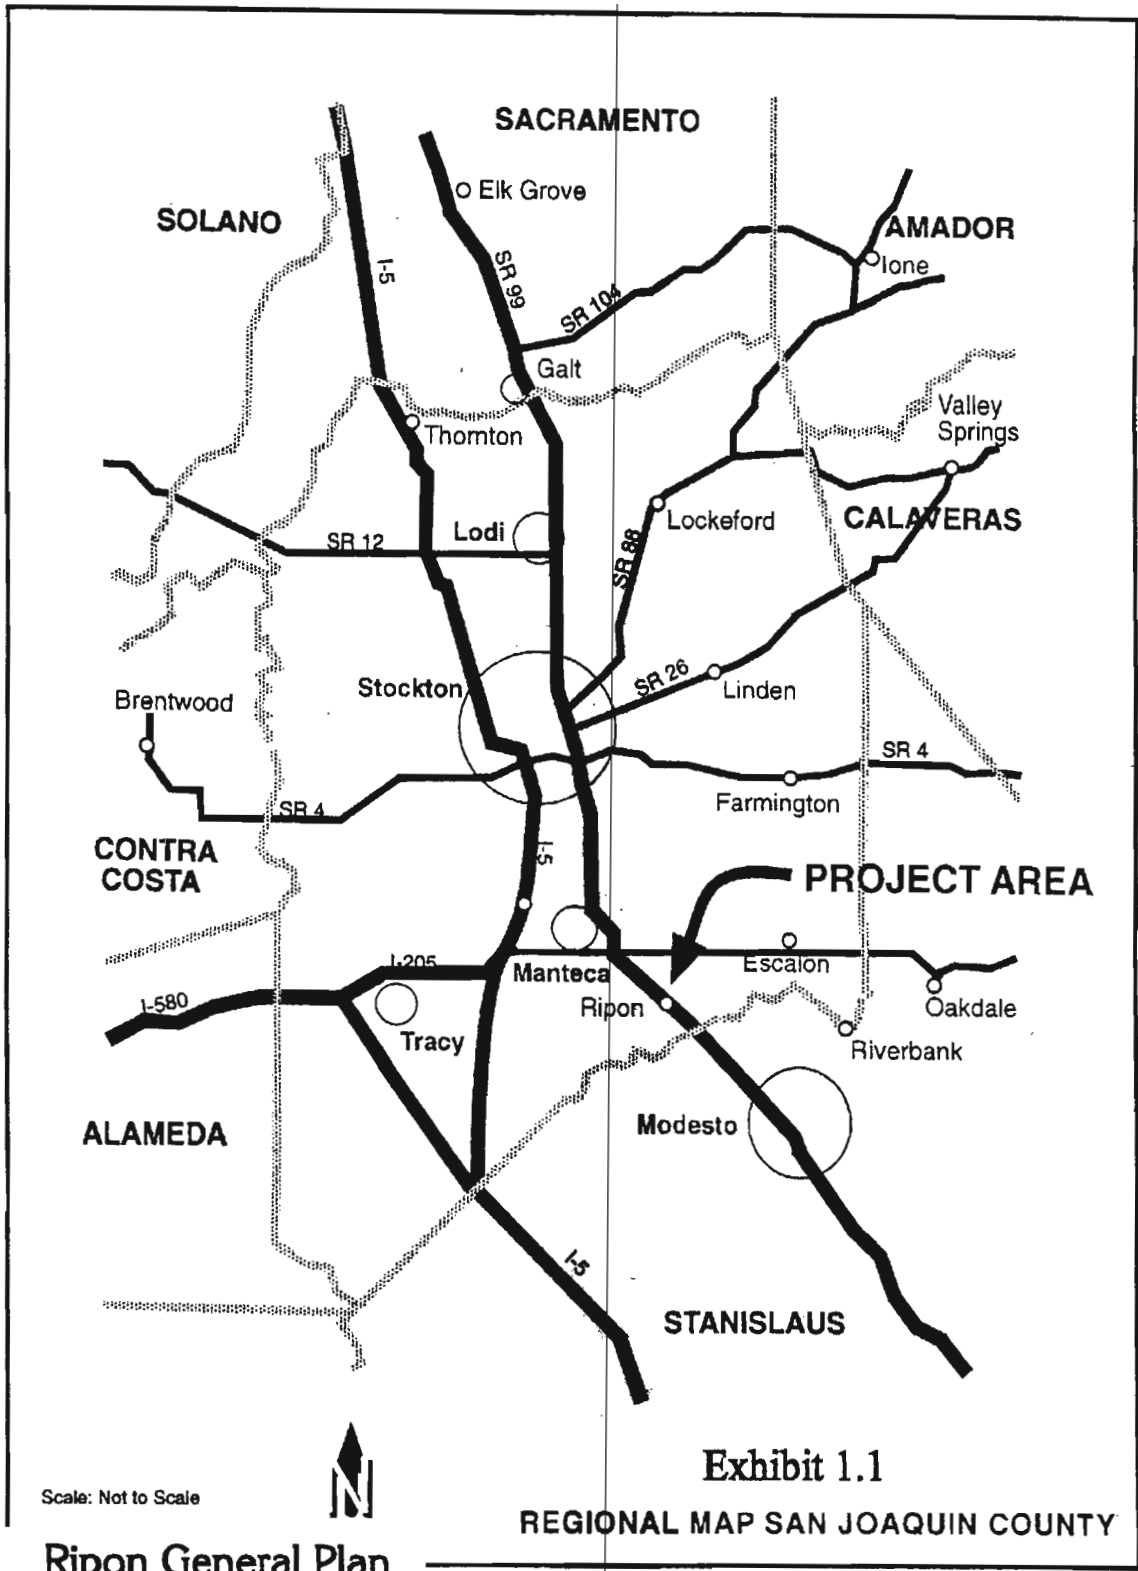 SACRAMENTO
Elk Grove
SOLANO
AMADOR
Ione
I-5
SR 99
SR 104
Galt
Valley
Springs
Thornton
Lockeford
CALAVERAS
Lodi
SR 12
SR 88
Stockton
SR 26
Linden
Brentwood
SR 4
Farmington
SR 4
CONTRA
COSTA
I-5
PROJECT AREA
I-205
Manteca
Escalon
I-580
Ripon
Oakdale
Tracy
Riverbank
ALAMEDA
Modesto
I-5
STANISLAUS
Exhibit 1.1
N
Scale: Not to Scale
REGIONAL MAP SAN JOAQUIN COUNTY
Ripon General Plan